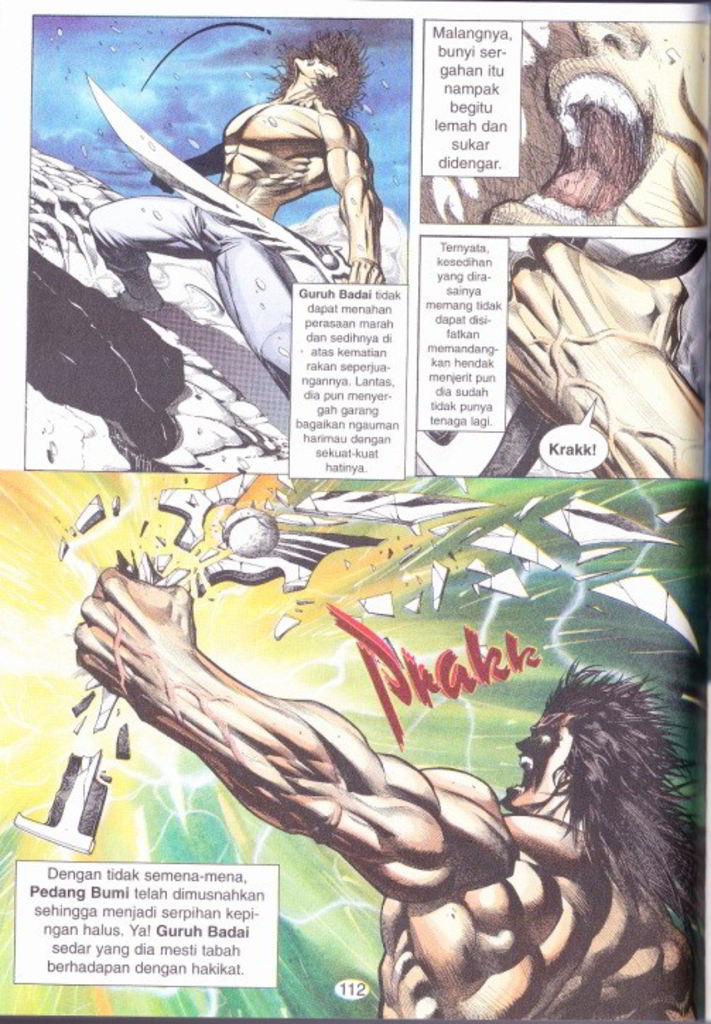 Guruh Badai tidak
dapat menahan
perasaan marah
dan sedihnya di
atas kematian
rakan seperjua-
ngannya. Lantas,
dia pun menyer-
gah garang
bagaikan ngauman
harimau dengan
sekuat-kuat
hatinya.
Malangnya,
bunyi ser-
gahan itu
nampak
begitu
lemah dan
sukar
didengar.
Ternyata,
kesedihan
yang dira-
sainya
memang tidak
dapat disi-
fatkan
memandang-
kan hendak
menjerit pun
dia sudah
tidak punya
tenaga lagi.
Krakk!
Prakk
Dengan tidak semena-mena,
Pedang Bumi telah dimusnahkan
sehingga menjadi serpihan kepi-
ngan halus. Ya! Guruh Badai
sedar yang dia mesti tabah
berhadapan dengan hakikat.
112